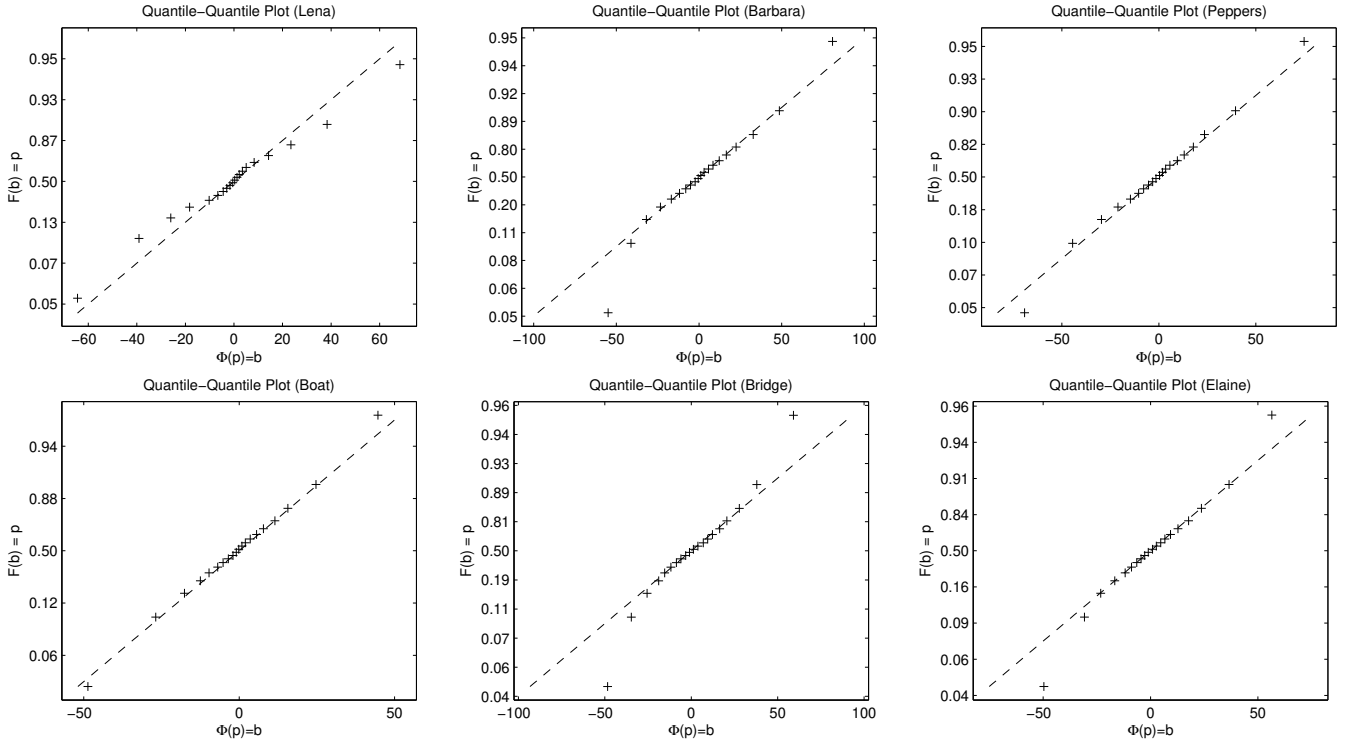 Quantile−Quantile Plot (Lena)
0.95
0.93
0.87
0.50
0.13
0.07
0.05
F(b) = p
−60 −40 −20 0 20 40 60
Φ(p)=b
Quantile−Quantile Plot (Barbara)
0.95
0.94
0.92
0.89
0.80
0.50
0.20
0.11
0.08
0.06
0.05
F(b) = p
−100 −50 0 50 100
Φ(p)=b
Quantile−Quantile Plot (Peppers)
0.95
0.93
0.90
0.82
0.50
0.18
0.10
0.07
0.05
F(b) = p
−50 0 50
Φ(p)=b
Quantile−Quantile Plot (Boat)
0.94
0.88
0.50
0.12
0.06
F(b) = p
−50 0 50
Φ(p)=b
Quantile−Quantile Plot (Bridge)
0.96
0.94
0.93
0.89
0.81
0.50
0.19
0.11
0.07
0.06
0.04
F(b) = p
−100 −50 0 50 100
Φ(p)=b
Quantile−Quantile Plot (Elaine)
0.96
0.94
0.91
0.84
0.50
0.16
0.09
0.06
0.04
F(b) = p
−50 0 50
Φ(p)=b